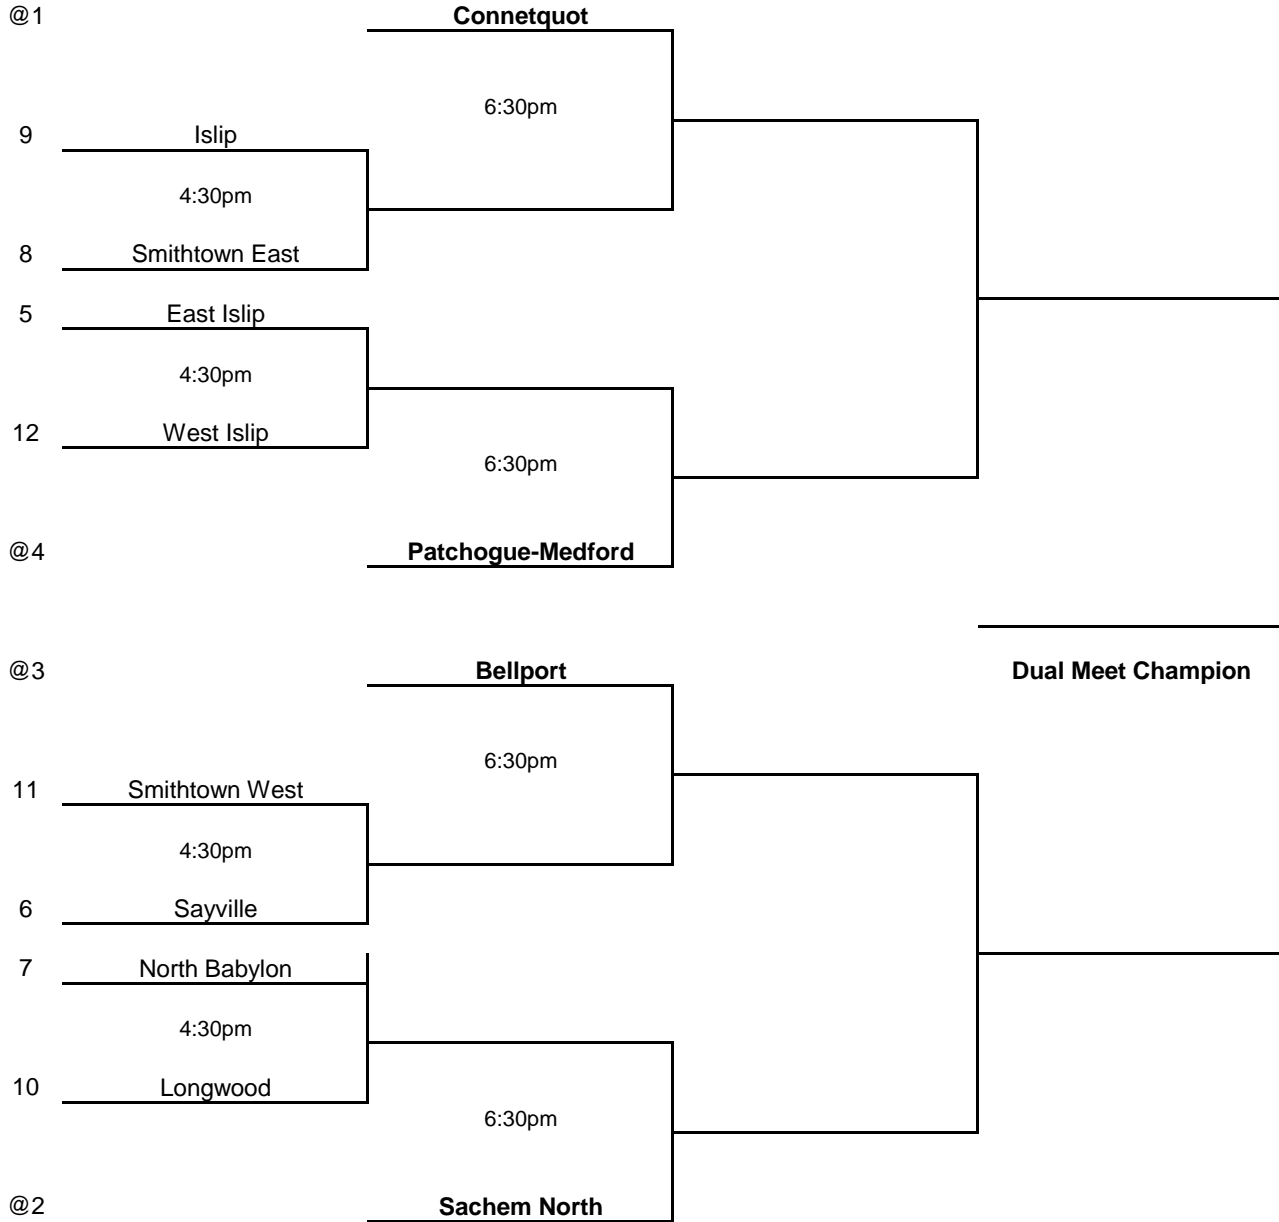 @1 Connetquot
6:30pm
9 Islip
4:30pm
8 Smithtown East
5 East Islip
4:30pm
12 West Islip
6:30pm
@4 Patchogue-Medford
@3 Bellport Dual Meet Champion
6:30pm
11 Smithtown West
4:30pm
6 Sayville
7 North Babylon
4:30pm
10 Longwood
6:30pm
@2 Sachem North